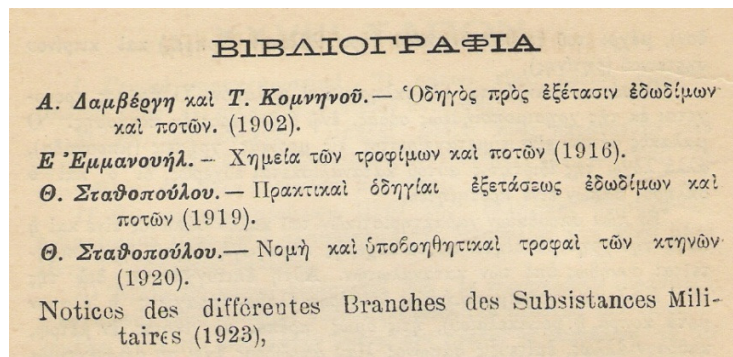 ΒΙΒΛΙΟΓΡΑΦΙΑ
Α. Δαμβέργη καὶ Τ. Κομνηνοῦ.— Ὁδηγὸς πρὸς ἐξέτασιν ἐδωδίμων
καὶ ποτῶν. (1902).
Ε Ἐμμανουήλ. – Χημεία τῶν τροφίμων καὶ ποτῶν (1916).
Θ. Σταθοπούλου.— Πρακτικαὶ ὁδηγίαι ἐξετάσεως ἐδωδίμων καὶ
ποτῶν (1919).
Θ. Σταθοπούλου.— Νομὴ καὶ ὑποβοηθητικαὶ τροφαὶ τῶν κτηνῶν
(1920).
Notices des différentes Branches des Subsistances Mili-
taires (1923),